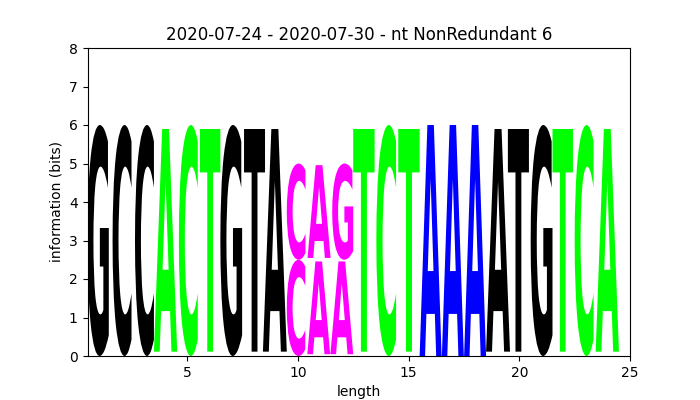 2020-07-24 - 2020-07-30 - nt NonRedundant 6
8
7
6
5
4
3
2
1
0
information (bits)
GCCACTGTACAGTCTAAAATGTCA
CAA
5 10 15 20 25
length